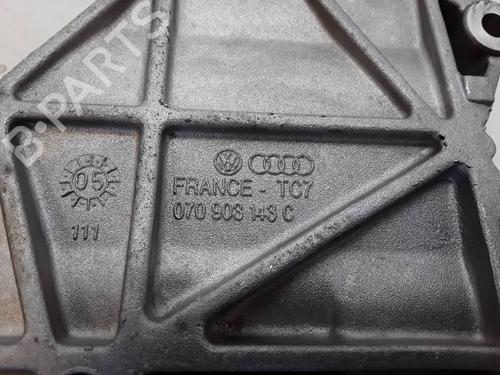 B-PARTS
05
111
FRANCE - TC7
070 903 143 C